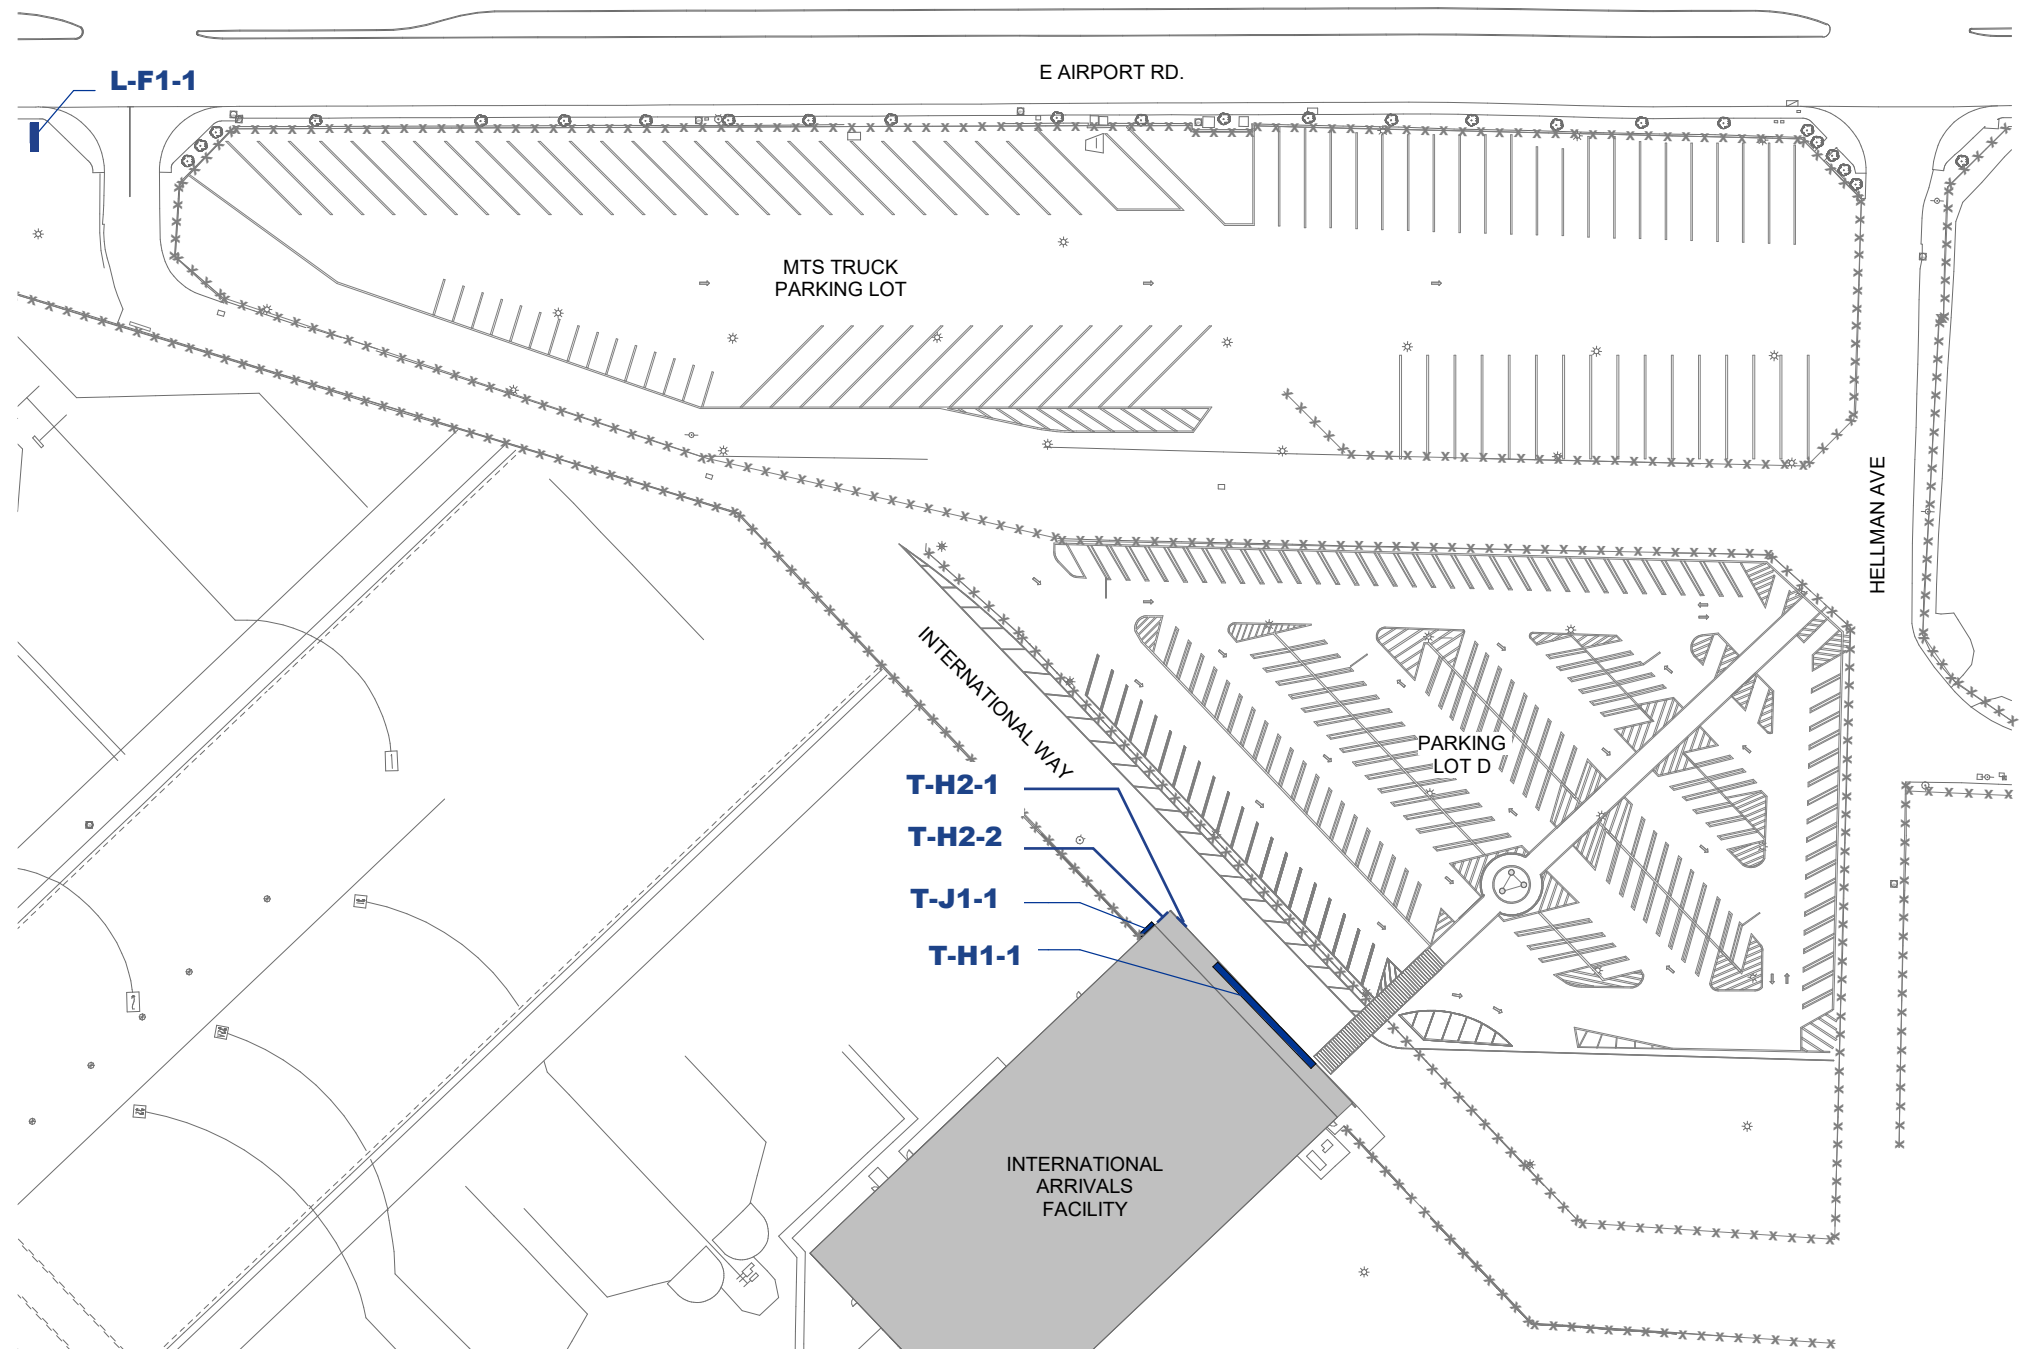 E AIRPORT RD.
L-F1-1
MTS TRUCK
PARKING LOT
HELLMAN AVE
INTERNATIONAL WAY
PARKING
LOT D
T-H2-1
T-H2-2
T-J1-1
T-H1-1
INTERNATIONAL
ARRIVALS
FACILITY